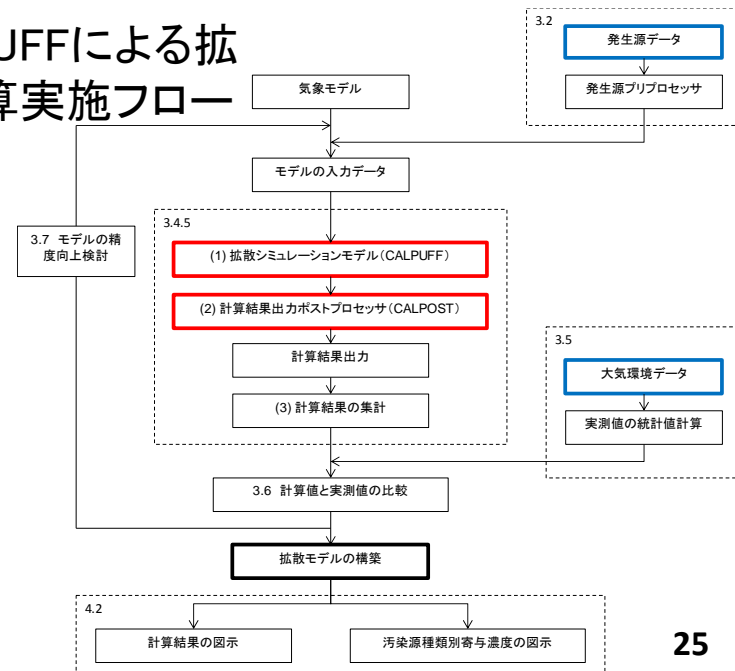 UFFによる拡
算実施フロー
3.2
発生源データ
発生源プリプロセッサ
気象モデル
モデルの入力データ
3.7 モデルの精
度向上検討
3.4.5
(1) 拡散シミュレーションモデル（CALPUFF）
(2) 計算結果出力ポストプロセッサ（CALPOST）
計算結果出力
(3) 計算結果の集計
3.5
大気環境データ
実測値の統計値計算
3.6 計算値と実測値の比較
拡散モデルの構築
4.2
計算結果の図示
汚染源種類別寄与濃度の図示
25